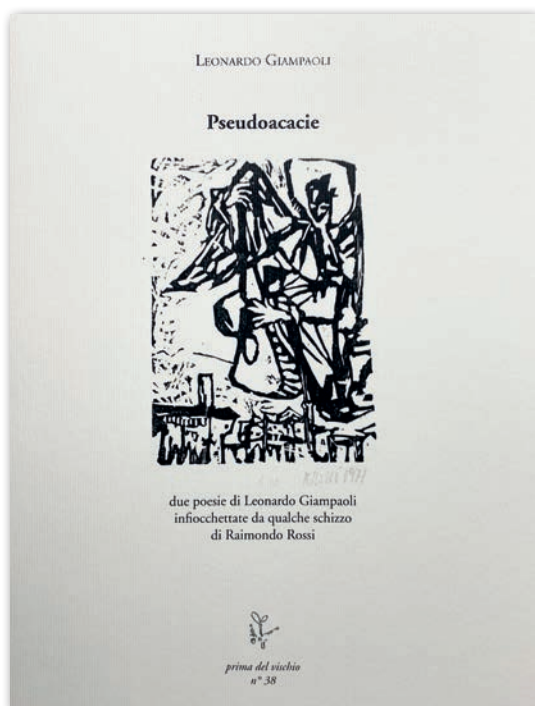 LEONARDO GIAMPAOLI
Pseudoacacie
1971
due poesie di Leonardo Giampaoli
infiocchettate da qualche schizzo
di Raimondo Rossi
prima del vischio
n° 38